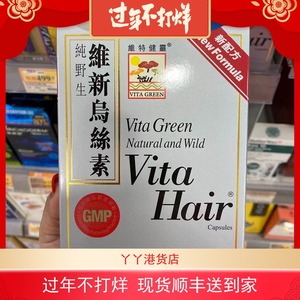 过年不打烊
新配方
New Formula
維特健靈
VITA GREEN
純野生
維新烏絲素
Vita Green
Natural and Wild
Vita
Hair®
Capsules
GMP
丫丫港货店
过年不打烊 现货顺丰送到家